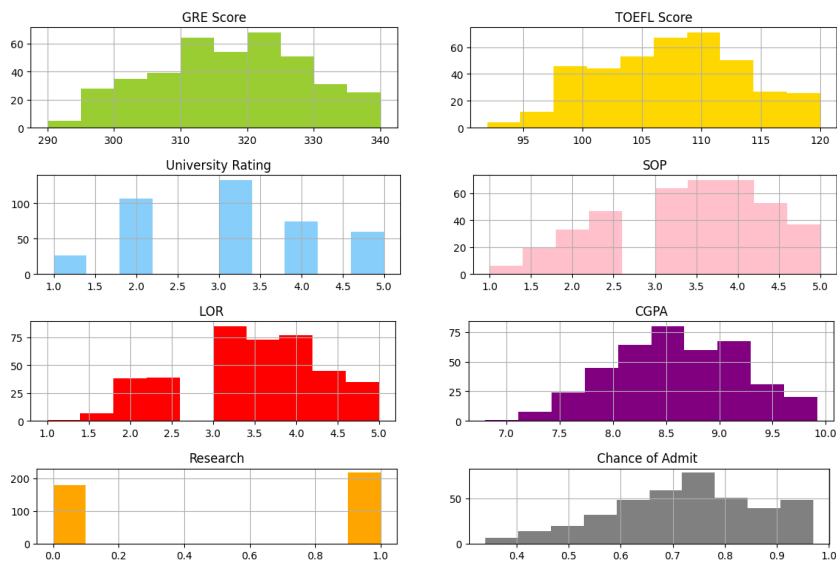 GRE Score
60
40
20
0
290 300 310 320 330 340
TOEFL Score
60
40
20
0
95 100 105 110 115 120
University Rating
100
50
0
1.0 1.5 2.0 2.5 3.0 3.5 4.0 4.5 5.0
SOP
60
40
20
0
1.0 1.5 2.0 2.5 3.0 3.5 4.0 4.5 5.0
LOR
75
50
25
0
1.0 1.5 2.0 2.5 3.0 3.5 4.0 4.5 5.0
CGPA
75
50
25
0
7.0 7.5 8.0 8.5 9.0 9.5 10.0
Research
200
100
0
0.0 0.2 0.4 0.6 0.8 1.0
Chance of Admit
50
0
0.4 0.5 0.6 0.7 0.8 0.9 1.0